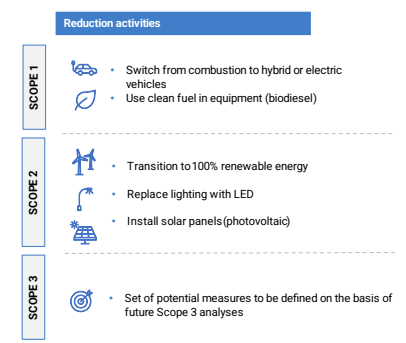 Reduction activities
SCOPE 1
• Switch from combustion to hybrid or electric
vehicles
• Use clean fuel in equipment (biodiesel)
SCOPE 2
• Transition to 100% renewable energy
• Replace lighting with LED
• Install solar panels (photovoltaic)
SCOPE 3
• Set of potential measures to be defined on the basis of
future Scope 3 analyses